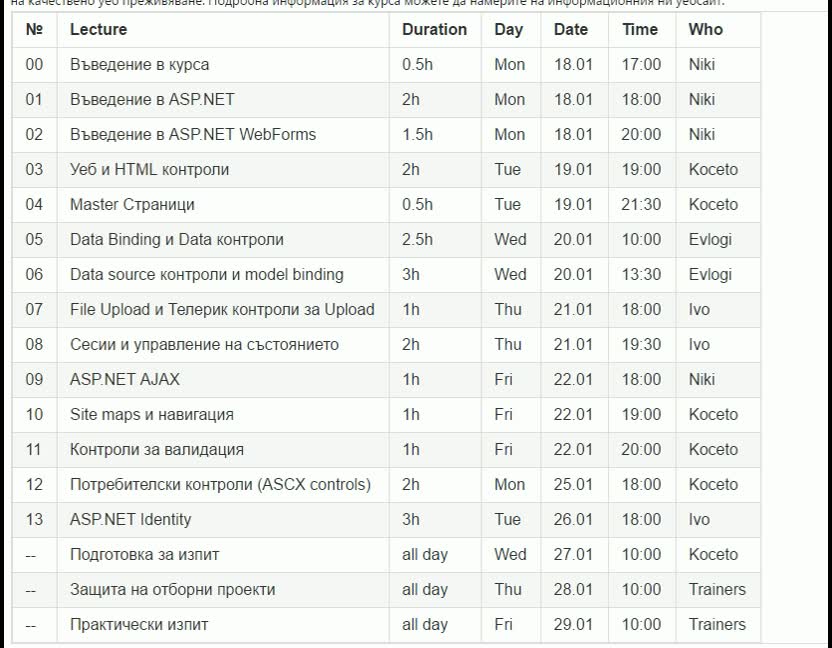 на качествено уеб преживяване. Подробна информация за курса можете да намерите на информационния ни уебсайт.
№ Lecture Duration Day Date Time Who
00 Въведение в курса 0.5h Mon 18.01 17:00 Niki
01 Въведение в ASP.NET 2h Mon 18.01 18:00 Niki
02 Въведение в ASP.NET WebForms 1.5h Mon 18.01 20:00 Niki
03 Уеб и HTML контроли 2h Tue 19.01 19:00 Koceto
04 Master Страници 0.5h Tue 19.01 21:30 Koceto
05 Data Binding и Data контроли 2.5h Wed 20.01 10:00 Evlogi
06 Data source контроли и model binding 3h Wed 20.01 13:30 Evlogi
07 File Upload и Телерик контроли за Upload 1h Thu 21.01 18:00 Ivo
08 Сесии и управление на състоянието 2h Thu 21.01 19:30 Ivo
09 ASP.NET AJAX 1h Fri 22.01 18:00 Niki
10 Site maps и навигация 1h Fri 22.01 19:00 Koceto
11 Контроли за валидация 1h Fri 22.01 20:00 Koceto
12 Потребителски контроли (ASCX controls) 2h Mon 25.01 18:00 Koceto
13 ASP.NET Identity 3h Tue 26.01 18:00 Ivo
-- Подготовка за изпит all day Wed 27.01 10:00 Koceto
-- Защита на отборни проекти all day Thu 28.01 10:00 Trainers
-- Практически изпит all day Fri 29.01 10:00 Trainers